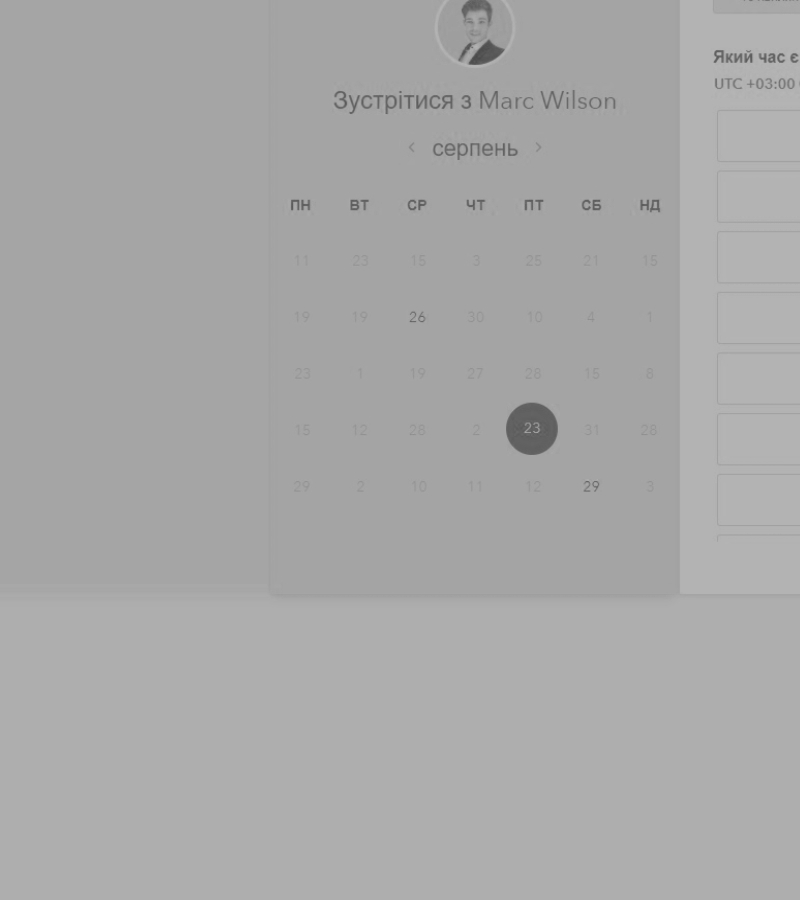 Зустрітися з Marc Wilson
серпень
ПН ВТ СР ЧТ ПТ СБ НД
11 23 15 3 25 21 15
19 19 26 30 10 4 1
23 1 19 27 28 15 8
15 12 28 2 23 31 28
29 2 10 11 12 29 3
Який час є
UTC +03:00